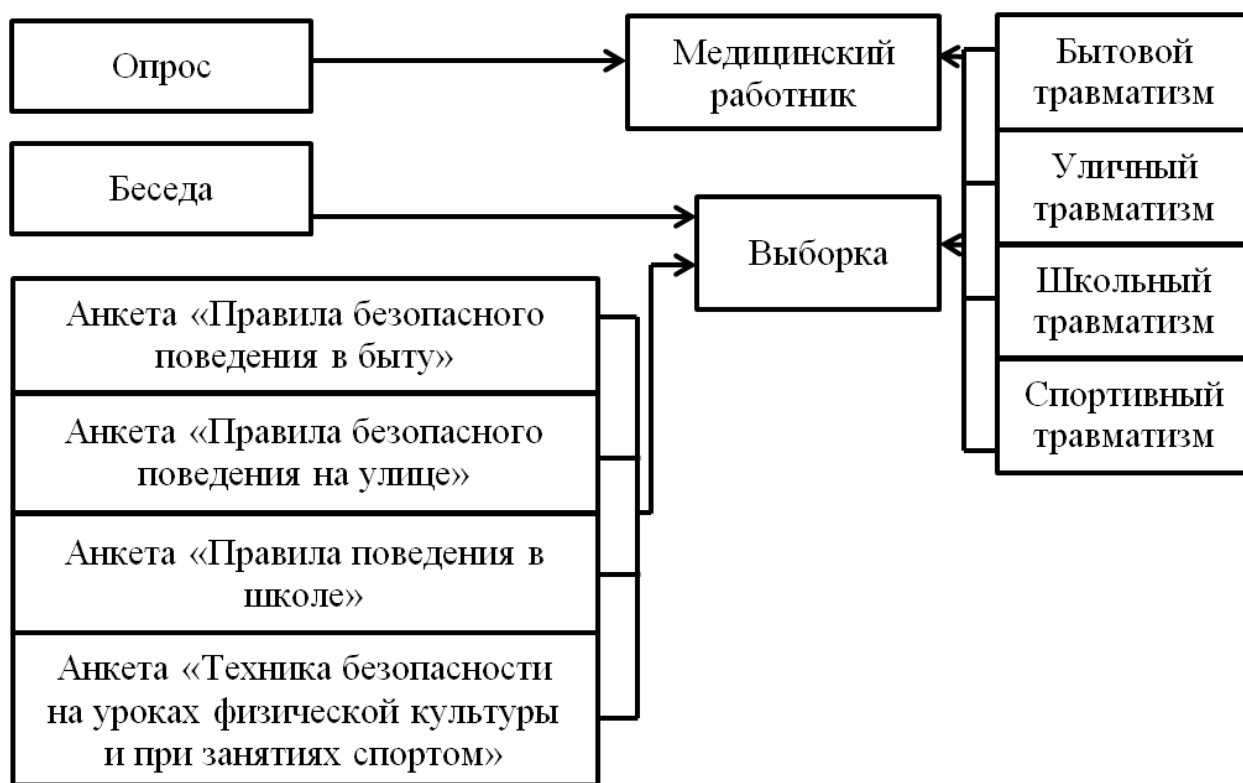 Опрос
Беседа
Анкета «Правила безопасного
поведения в быту»
Анкета «Правила безопасного
поведения на улице»
Анкета «Правила поведения в
школе»
Анкета «Техника безопасности
на уроках физической культуры
и при занятиях спортом»
Медицинский
работник
Выборка
Бытовой
травматизм
Уличный
травматизм
Школьный
травматизм
Спортивный
травматизм